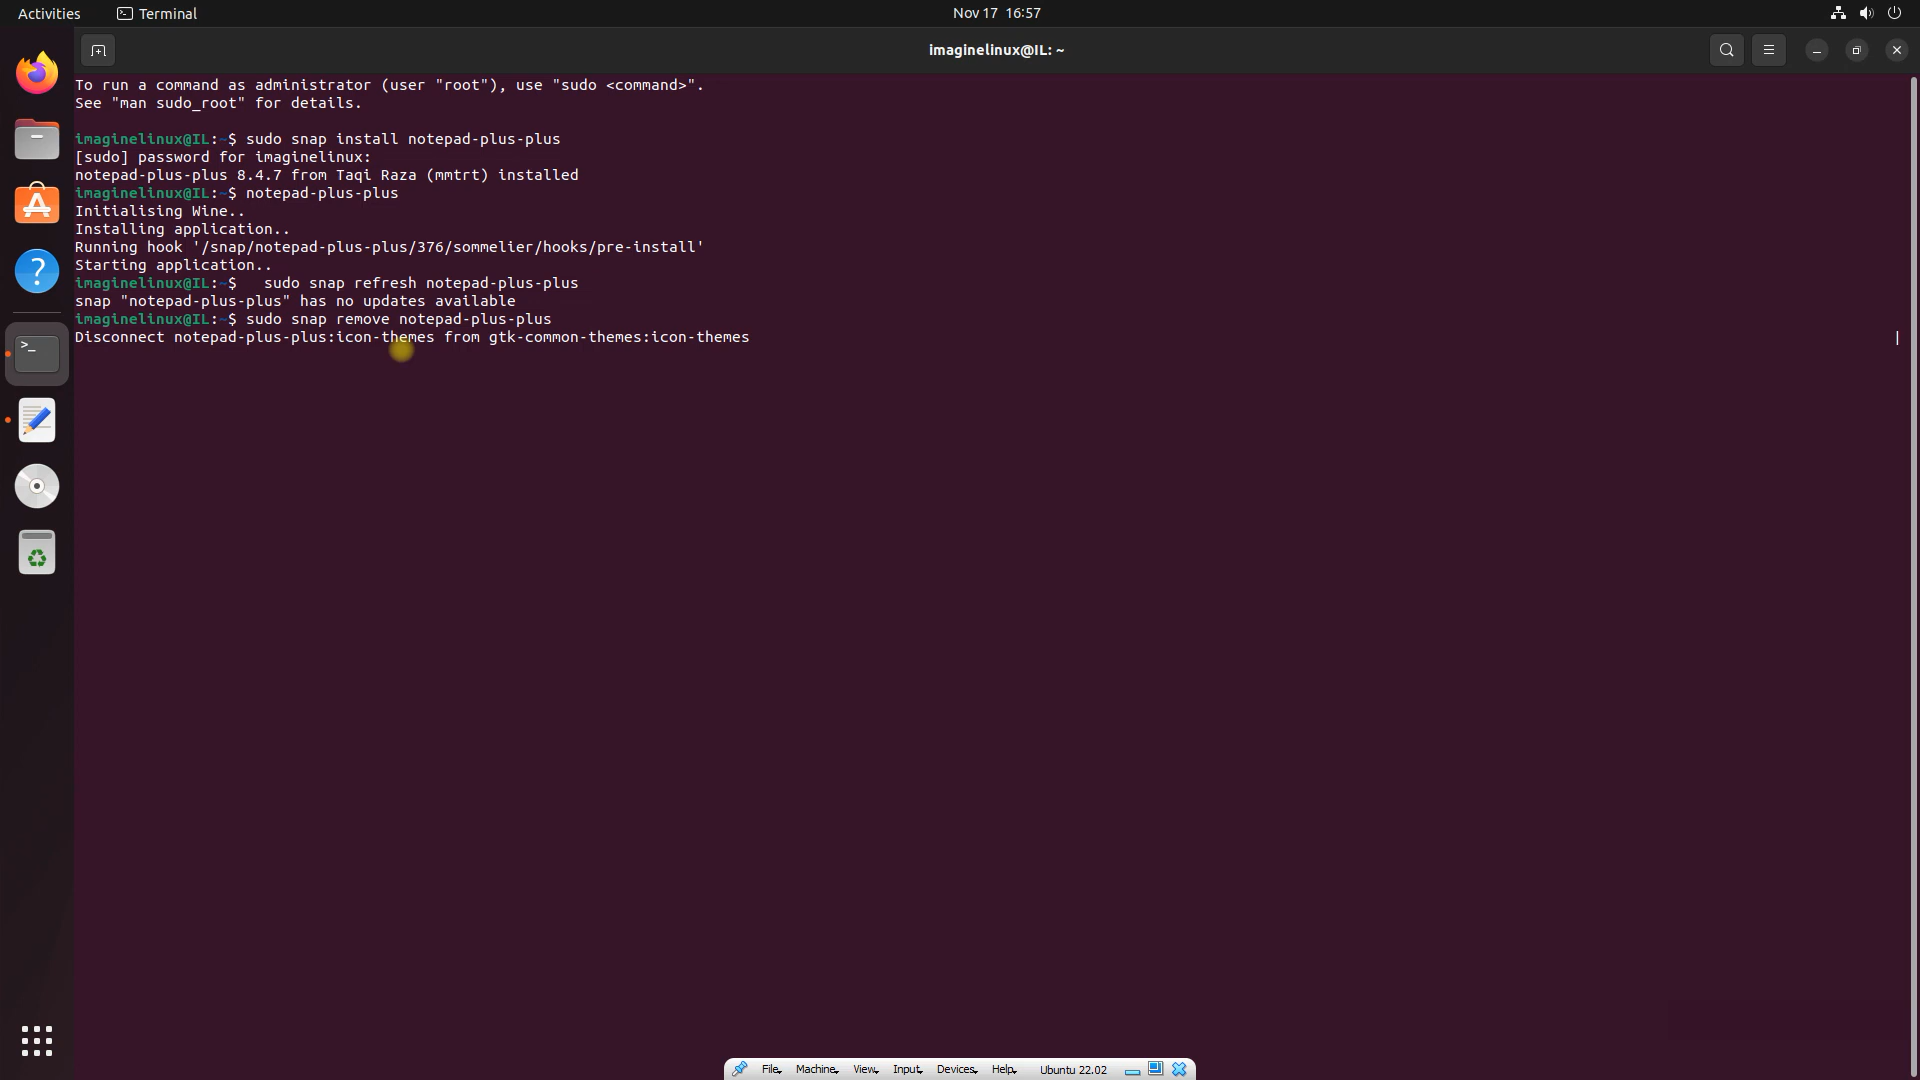 Activities Terminal Nov 17 16:57
imaginelinux@IL: ~
To run a command as administrator (user "root"), use "sudo <command>".
See "man sudo_root" for details.
imaginelinux@IL:~$ sudo snap install notepad-plus-plus
[sudo] password for imaginelinux:
notepad-plus-plus 8.4.7 from Taqi Raza (mmtrt) installed
imaginelinux@IL:~$ notepad-plus-plus
Initialising Wine..
Installing application..
Running hook '/snap/notepad-plus-plus/376/sommelier/hooks/pre-install'
Starting application..
imaginelinux@IL:~$   sudo snap refresh notepad-plus-plus
snap "notepad-plus-plus" has no updates available
imaginelinux@IL:~$ sudo snap remove notepad-plus-plus
Disconnect notepad-plus-plus:icon-themes from gtk-common-themes:icon-themes |
File Machine View Input Devices Help Ubuntu 22.02